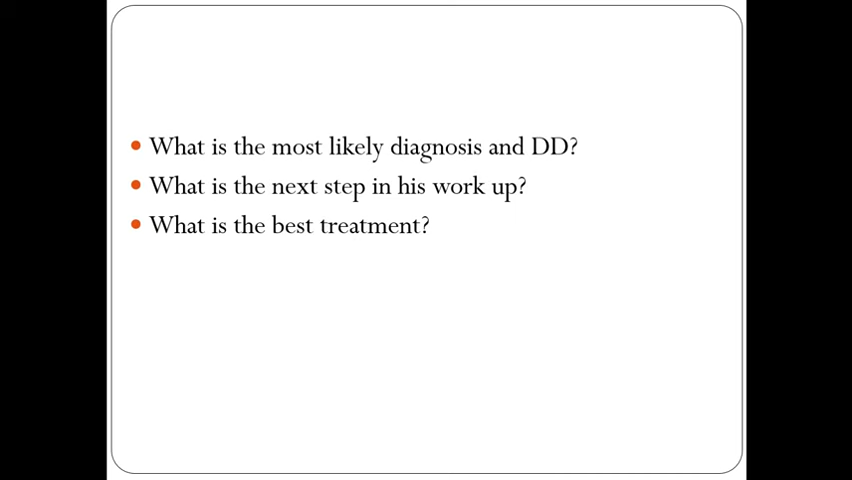 • What is the most likely diagnosis and DD?
• What is the next step in his work up?
• What is the best treatment?